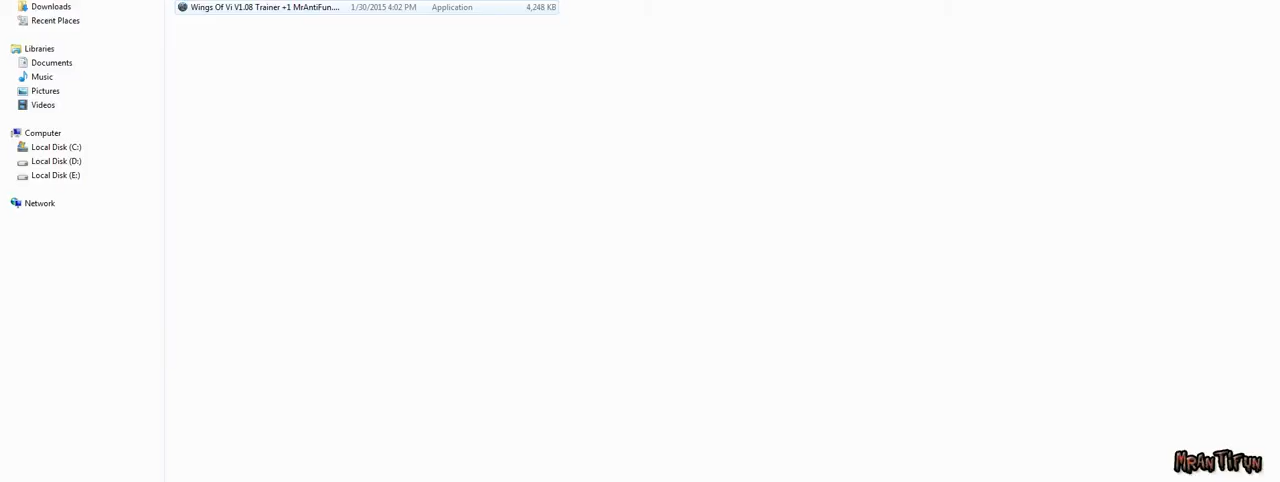 Downloads
Wings Of Vi V1.08 Trainer +1 MrAntiFun.... 1/30/2015 4:02 PM Application 4,248 KB
Recent Places
Libraries
Documents
Music
Pictures
Videos
Computer
Local Disk (C:)
Local Disk (D:)
Local Disk (E:)
Network
MrAnTiFun